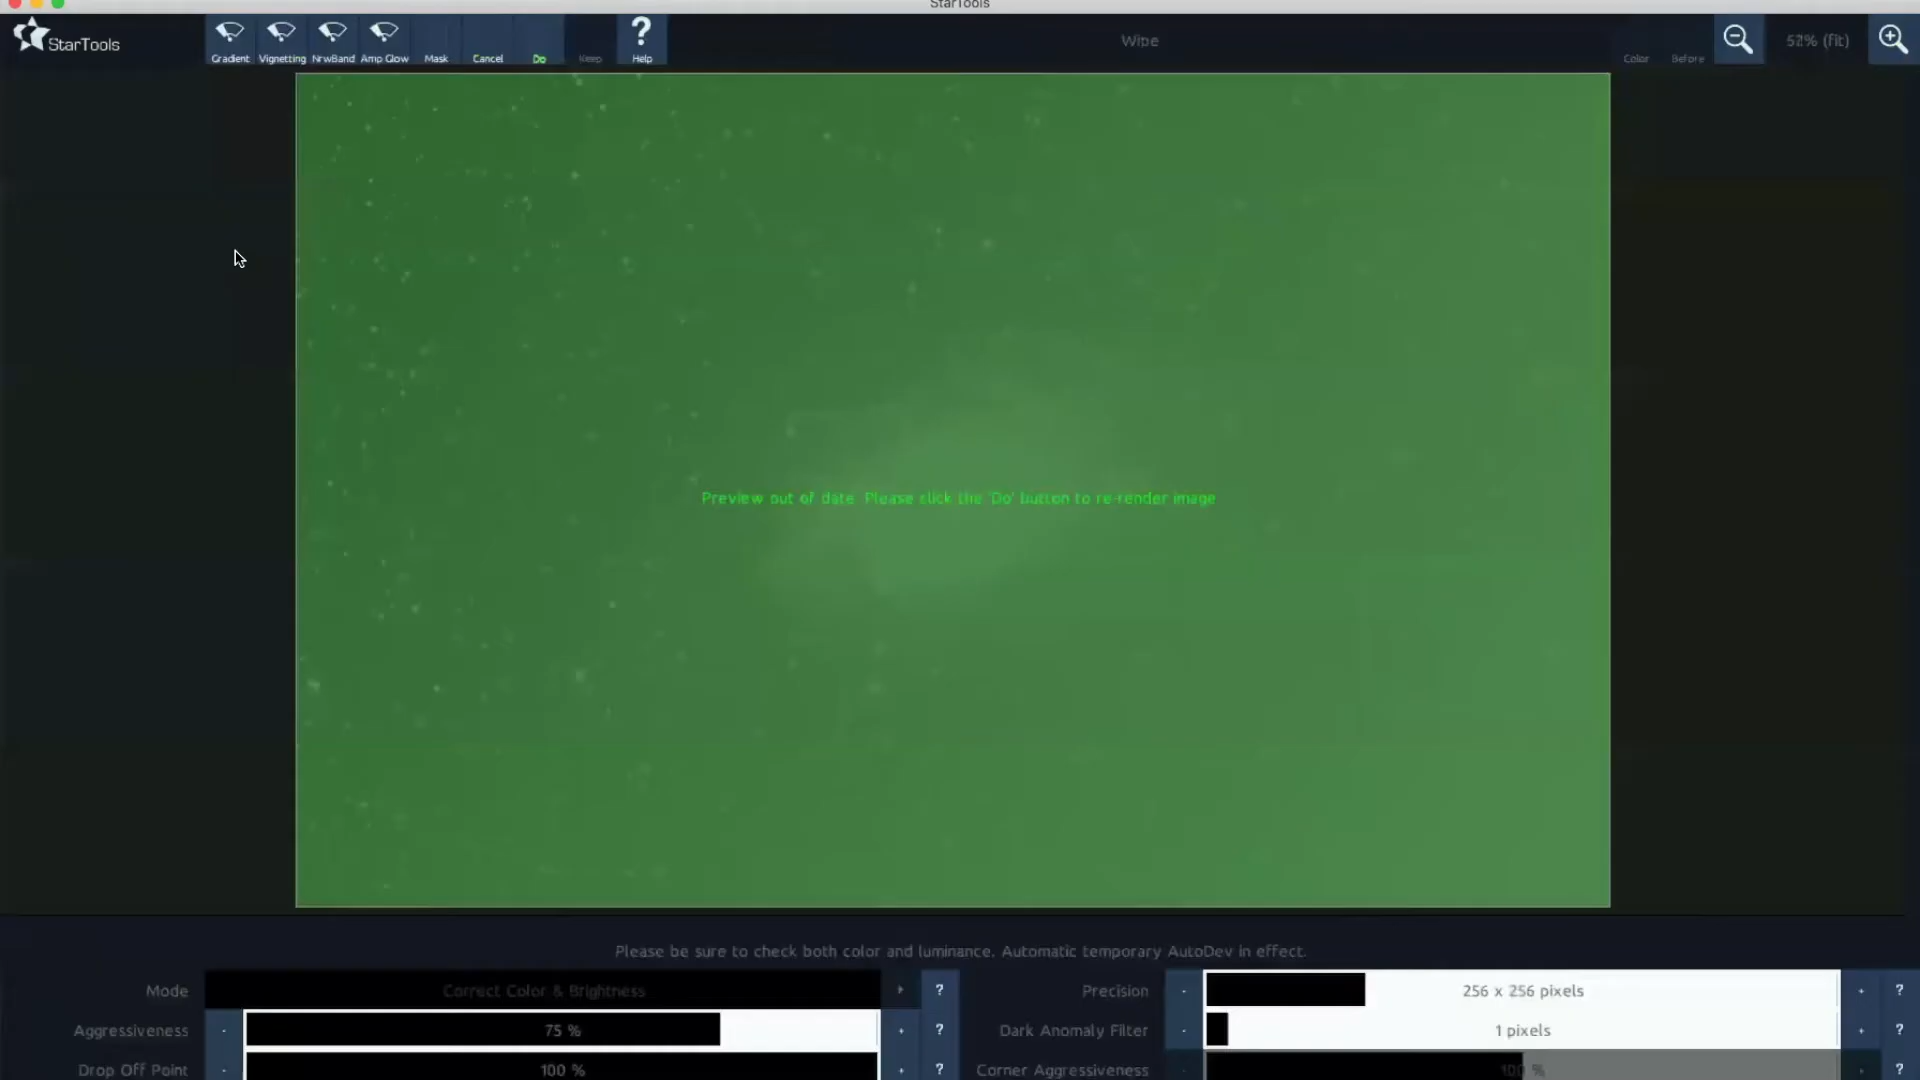 StarTools
StarTools
Gradient Vignetting NrwBand Amp Glow Mask Cancel Do Keep ? Help
Wipe
Color Before 52% (fit)
Preview out of date. Please click the 'Do' button to re-render image
Please be sure to check both color and luminance. Automatic temporary AutoDev in effect.
Mode Correct Color & Brightness ?
Precision - 256 x 256 pixels + ?
Aggressiveness - 75 % + ?
Dark Anomaly Filter - 1 pixels + ?
Drop Off Point - 100 % + ?
Corner Aggressiveness - 100 % + ?